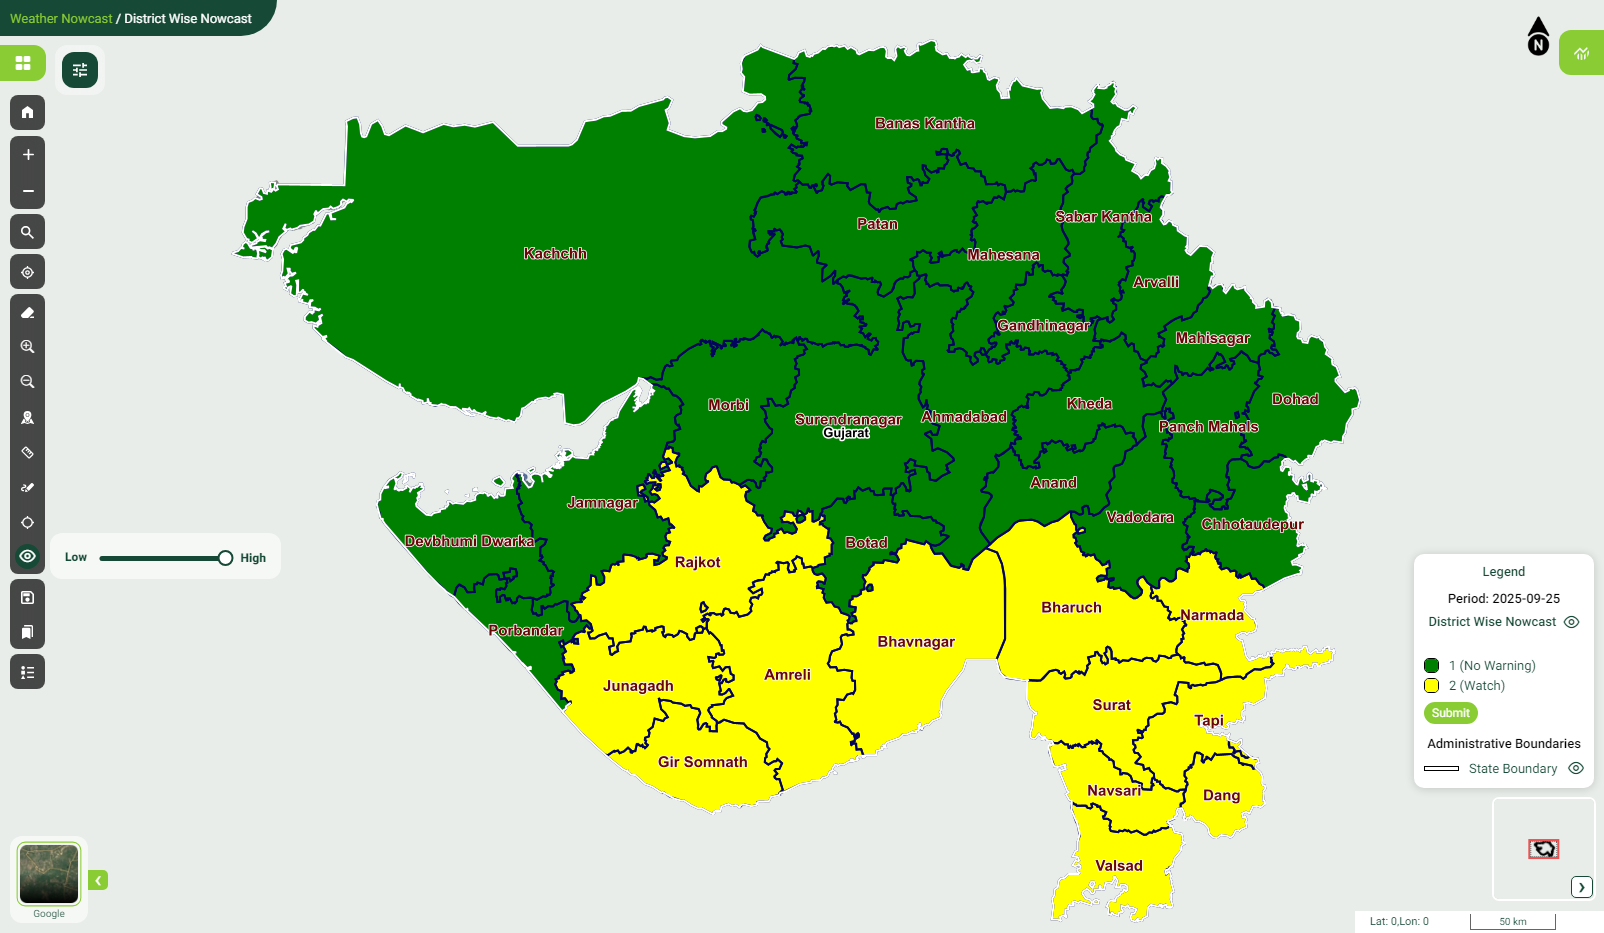 Weather Nowcast / District Wise Nowcast
N
Banas Kantha
Patan
Sabar Kantha
Kachchh
Mahesana
Arvalli
Gandhinagar
Mahisagar
Morbi
Surendranagar
Gujarat
Ahmadabad
Kheda
Dohad
Panch Mahals
Jamnagar
Anand
Vadodara
Chhotaudepur
Devbhumi Dwarka
Botad
Low
High
Rajkot
Porbandar
Bharuch
Narmada
Bhavnagar
Junagadh
Amreli
Surat
Tapi
Gir Somnath
Navsari
Dang
Valsad
Legend
Period: 2025-09-25
District Wise Nowcast
1 (No Warning)
2 (Watch)
Submit
Administrative Boundaries
State Boundary
Google
Lat: 0,Lon: 0
50 km